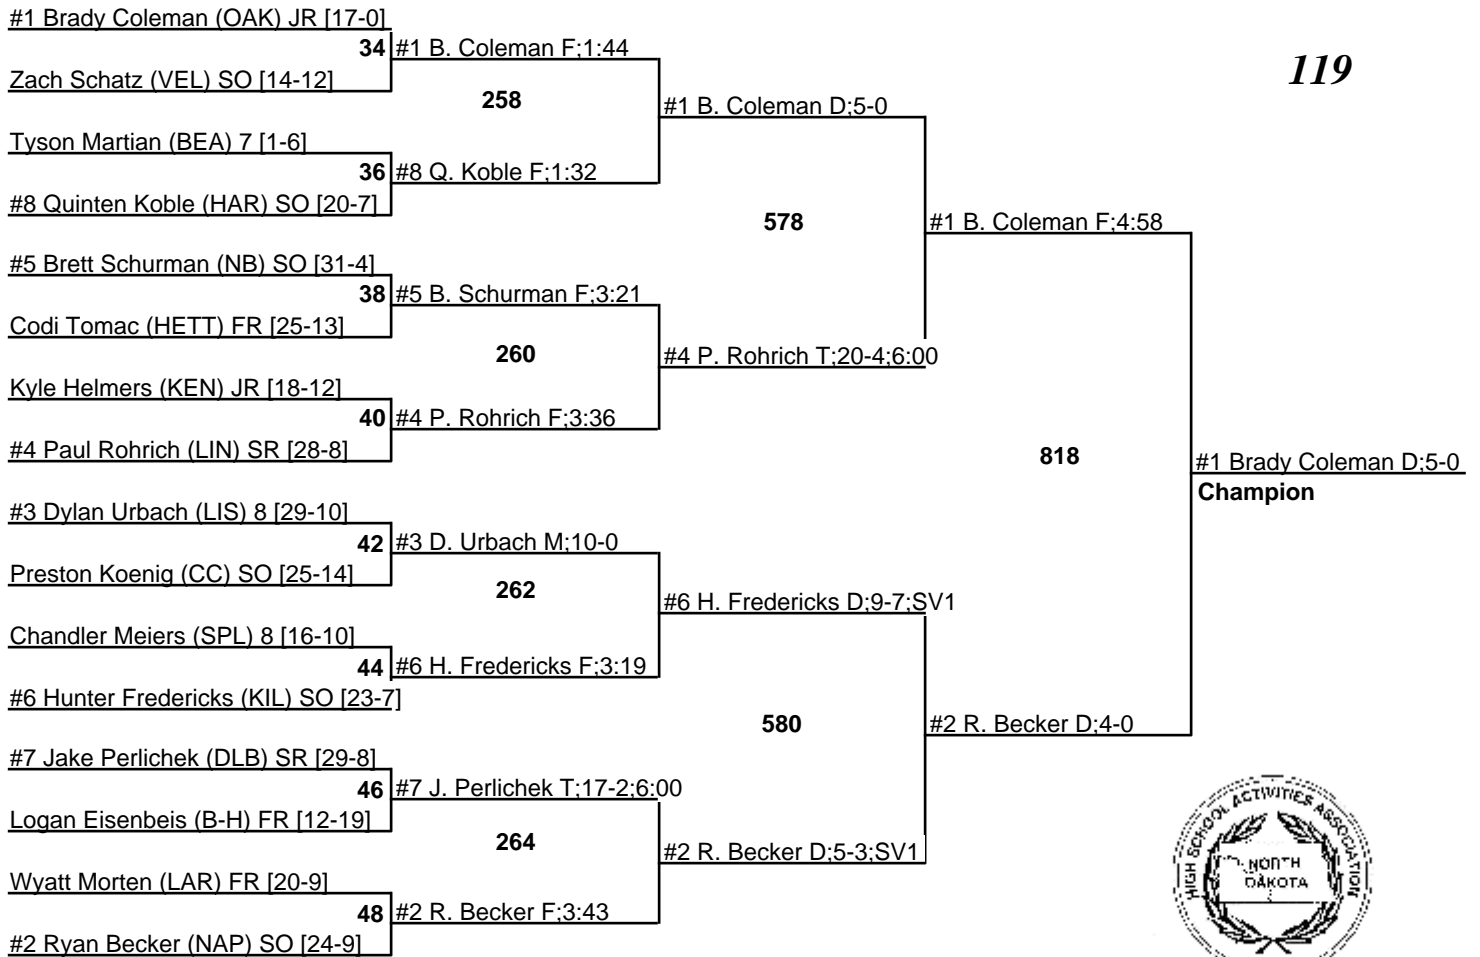 #1 Brady Coleman (OAK) JR [17-0]
34 #1 B. Coleman F;1:44
119
Zach Schatz (VEL) SO [14-12]
258
#1 B. Coleman D;5-0
Tyson Martian (BEA) 7 [1-6]
36 #8 Q. Koble F;1:32
#8 Quinten Koble (HAR) SO [20-7]
578
#1 B. Coleman F;4:58
#5 Brett Schurman (NB) SO [31-4]
38 #5 B. Schurman F;3:21
Codi Tomac (HETT) FR [25-13]
260
#4 P. Rohrich T;20-4;6:00
Kyle Helmers (KEN) JR [18-12]
40 #4 P. Rohrich F;3:36
#4 Paul Rohrich (LIN) SR [28-8]
818
#1 Brady Coleman D;5-0
Champion
#3 Dylan Urbach (LIS) 8 [29-10]
42 #3 D. Urbach M;10-0
Preston Koenig (CC) SO [25-14]
262
#6 H. Fredericks D;9-7;SV1
Chandler Meiers (SPL) 8 [16-10]
44 #6 H. Fredericks F;3:19
#6 Hunter Fredericks (KIL) SO [23-7]
580
#2 R. Becker D;4-0
#7 Jake Perlichek (DLB) SR [29-8]
46 #7 J. Perlichek T;17-2;6:00
Logan Eisenbeis (B-H) FR [12-19]
264
#2 R. Becker D;5-3;SV1
Wyatt Morten (LAR) FR [20-9]
48 #2 R. Becker F;3:43
#2 Ryan Becker (NAP) SO [24-9]
HIGH SCHOOL ACTIVITIES ASSOCIATION
NORTH
DAKOTA